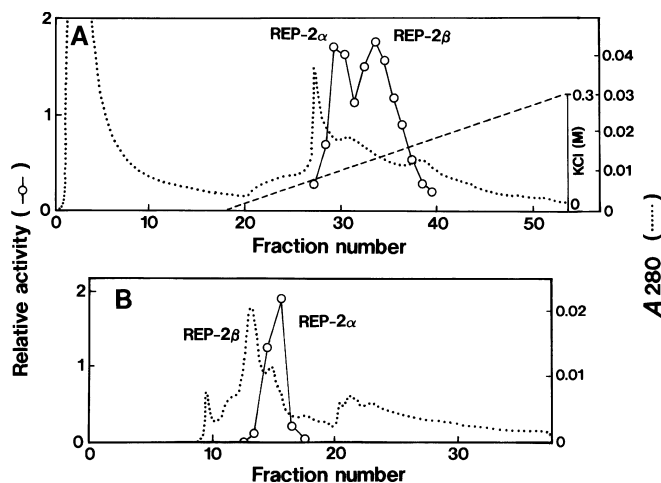 A
REP-2α
REP-2β
2
1
0
0.04
0.03
0.02
0.01
0
0.3
KCl (M)
0
0 10 20 30 40 50
Fraction number
Relative activity (–o–)
A 280 (.....)
B
REP-2β
REP-2α
2
1
0
0.02
0.01
0
0 10 20 30
Fraction number